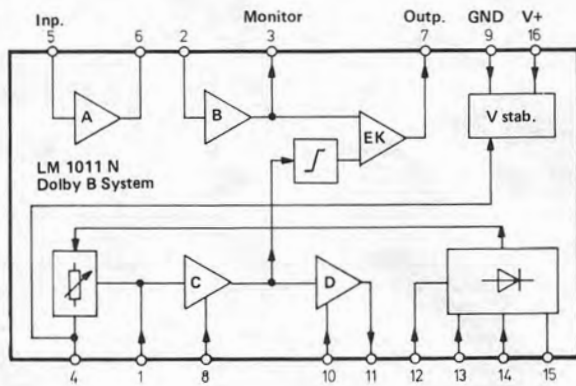 Inp. Monitor Outp. GND V+
5 6 2 3 7 9 16
A B EK V stab.
LM 1011 N
Dolby B System
C D
4 1 8 10 11 12 13 14 15